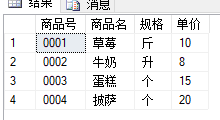 结果 消息
商品号 商品名 规格 单价
1 0001 草莓 斤 10
2 0002 牛奶 升 8
3 0003 蛋糕 个 15
4 0004 披萨 个 20